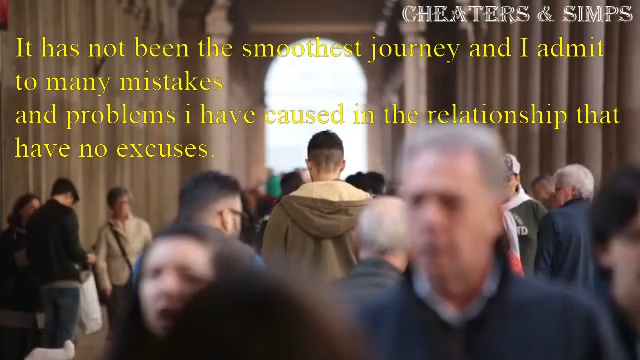 CHEATERS & SIMPS
It has not been the smoothest journey and I admit
to many mistakes
and problems i have caused in the relationship that
have no excuses.